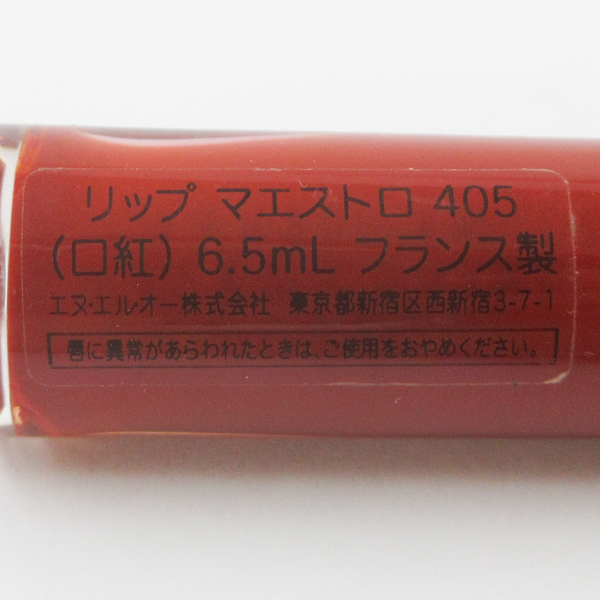 リップ マエストロ 405
(口紅) 6.5mL フランス製
エヌ・エル・オー株式会社 東京都新宿区西新宿3-7-1
唇に異常があらわれたときは、ご使用をおやめください。